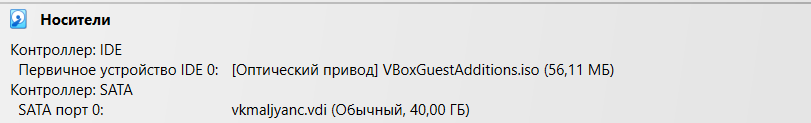 Носители
Контроллер: IDE
Первичное устройство IDE 0: [Оптический привод] VBoxGuestAdditions.iso (56,11 МБ)
Контроллер: SATA
SATA порт 0: vkmaljyanc.vdi (Обычный, 40,00 ГБ)